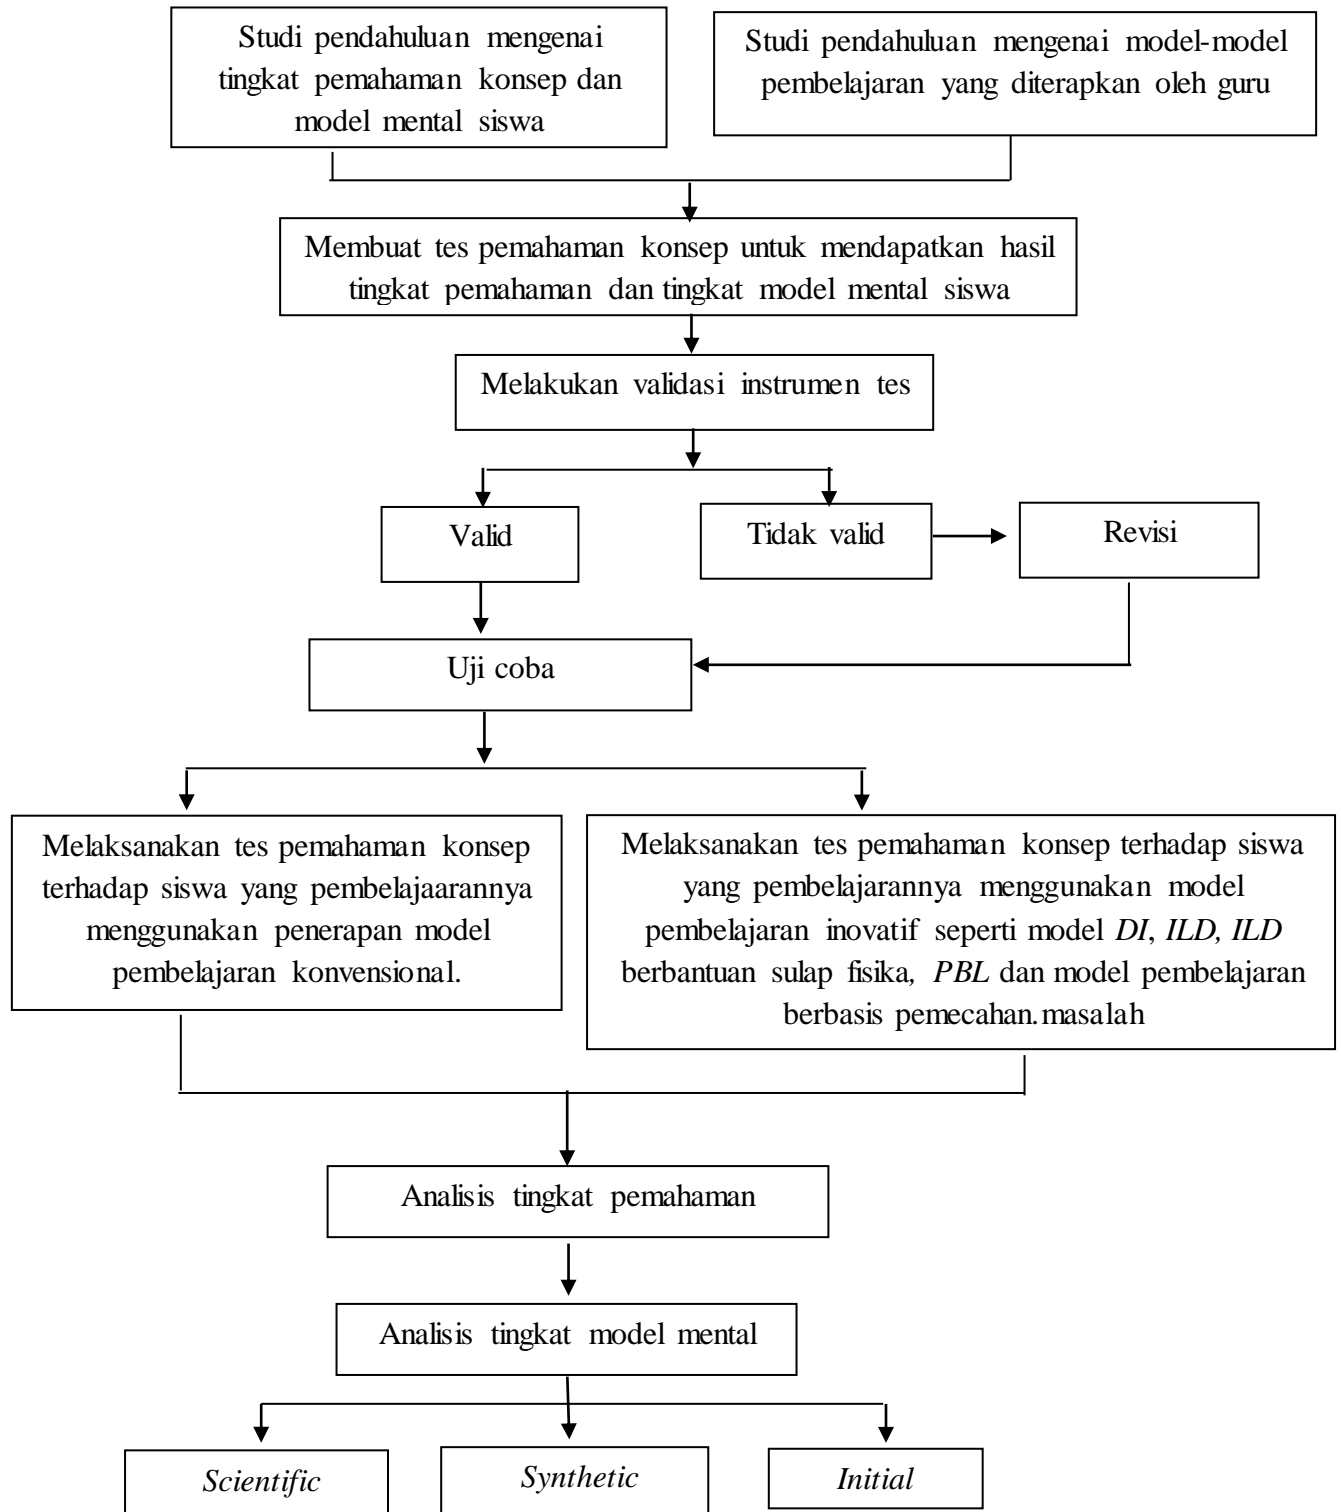 Studi pendahuluan mengenai
tingkat pemahaman konsep dan
model mental siswa
Studi pendahuluan mengenai model-model
pembelajaran yang diterapkan oleh guru
Membuat tes pemahaman konsep untuk mendapatkan hasil
tingkat pemahaman dan tingkat model mental siswa
Melakukan validasi instrumen tes
Valid
Tidak valid
Revisi
Uji coba
Melaksanakan tes pemahaman konsep
terhadap siswa yang pembelajaarannya
menggunakan penerapan model
pembelajaran konvensional.
Melaksanakan tes pemahaman konsep terhadap siswa
yang pembelajarannya menggunakan model
pembelajaran inovatif seperti model DI, ILD, ILD
berbantuan sulap fisika, PBL dan model pembelajaran
berbasis pemecahan.masalah
Analisis tingkat pemahaman
Analisis tingkat model mental
Scientific
Synthetic
Initial